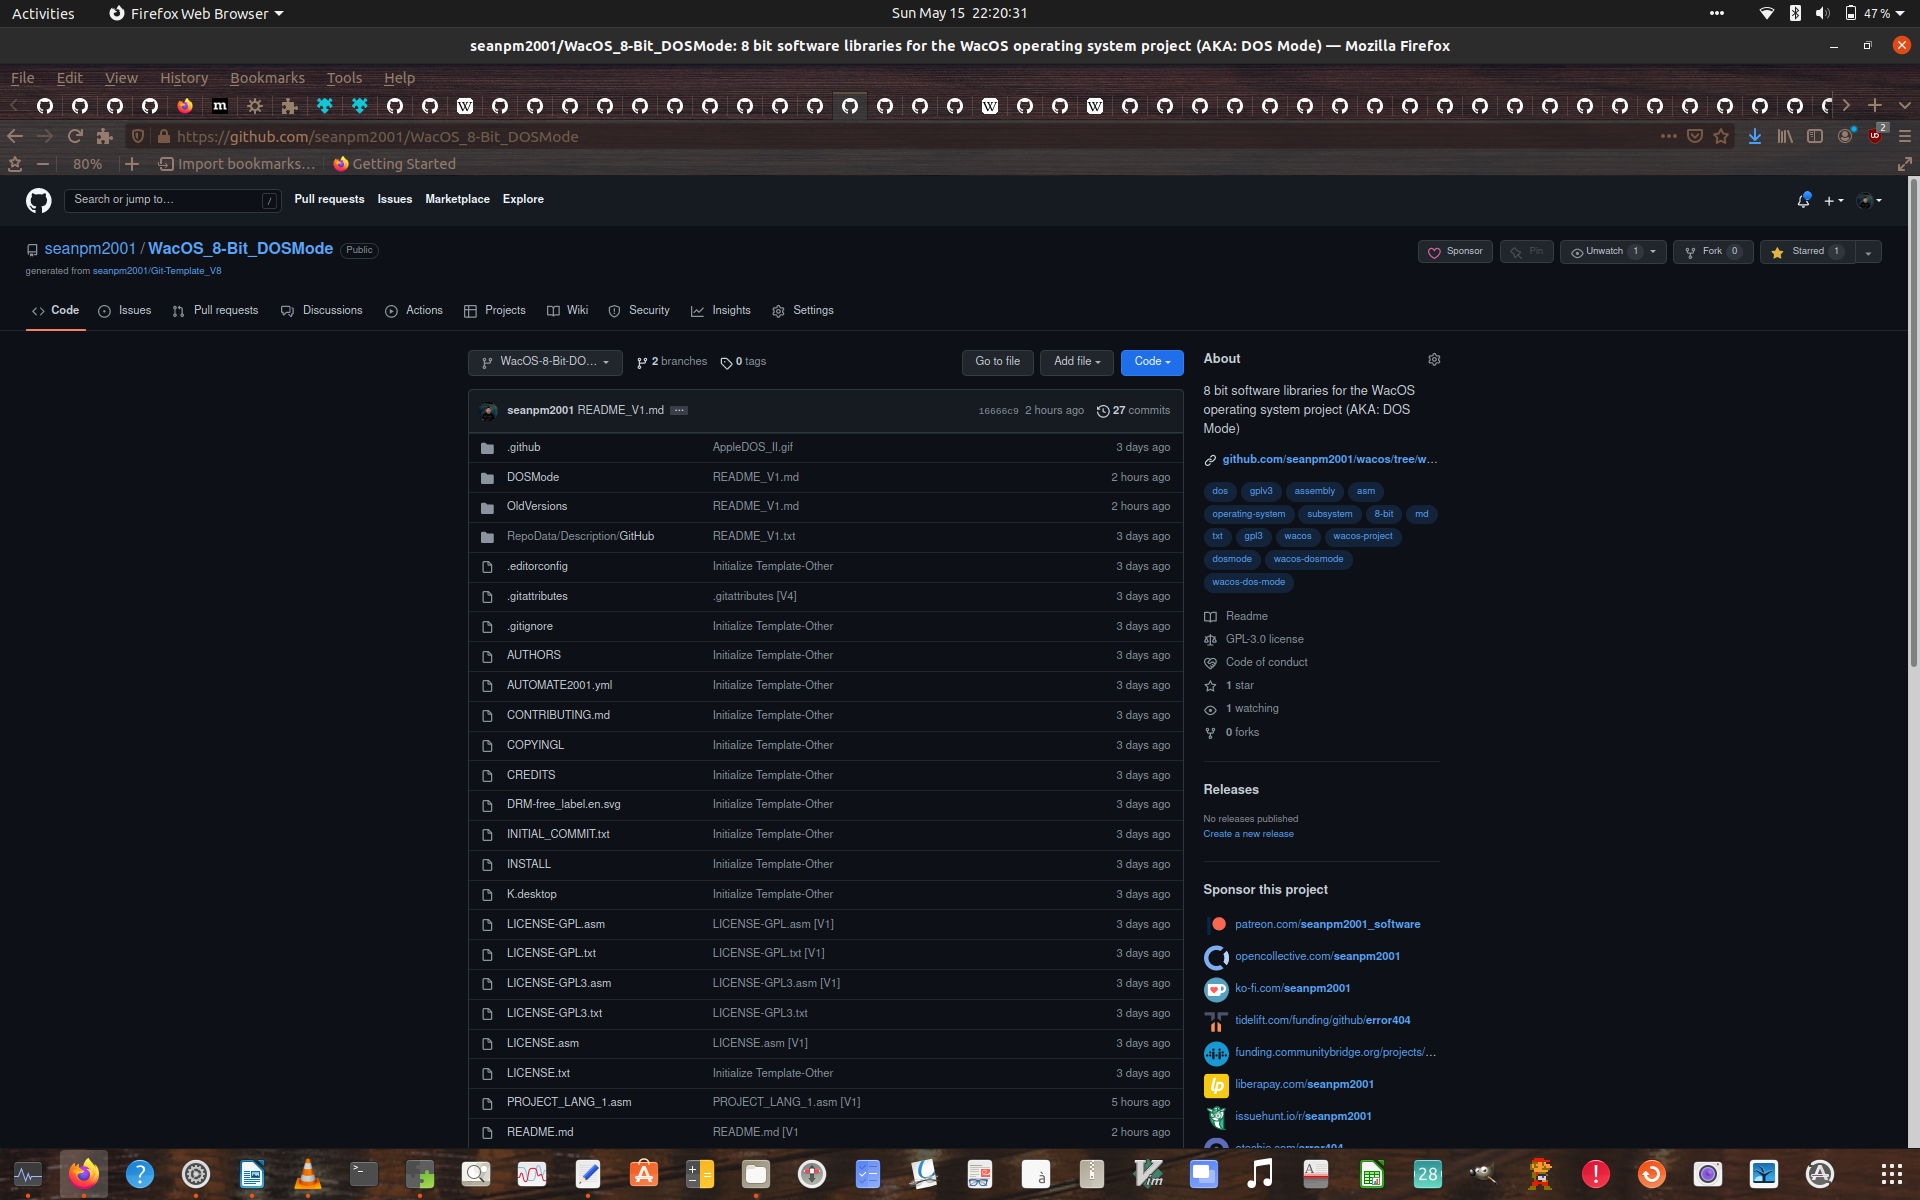 Activities
Firefox Web Browser
Sun May 15  22:20:31
47 %
seanpm2001/WacOS_8-Bit_DOSMode: 8 bit software libraries for the WacOS operating system project (AKA: DOS Mode) — Mozilla Firefox
File Edit View History Bookmarks Tools Help
https://github.com/seanpm2001/WacOS_8-Bit_DOSMode
2
80%
Import bookmarks...
Getting Started
Search or jump to...
/
Pull requests Issues Marketplace Explore
seanpm2001 / WacOS_8-Bit_DOSMode Public
generated from seanpm2001/Git-Template_V8
Sponsor
Pin
Unwatch 1
Fork 0
Starred 1
Code
Issues
Pull requests
Discussions
Actions
Projects
Wiki
Security
Insights
Settings
WacOS-8-Bit-DO...
2 branches
0 tags
Go to file
Add file
Code
seanpm2001 README_V1.md
16666c9 2 hours ago 27 commits
.github AppleDOS_II.gif 3 days ago
DOSMode README_V1.md 2 hours ago
OldVersions README_V1.md 2 hours ago
RepoData/Description/GitHub README_V1.txt 3 days ago
.editorconfig Initialize Template-Other 3 days ago
.gitattributes .gitattributes [V4] 3 days ago
.gitignore Initialize Template-Other 3 days ago
AUTHORS Initialize Template-Other 3 days ago
AUTOMATE2001.yml Initialize Template-Other 3 days ago
CONTRIBUTING.md Initialize Template-Other 3 days ago
COPYINGL Initialize Template-Other 3 days ago
CREDITS Initialize Template-Other 3 days ago
DRM-free_label.en.svg Initialize Template-Other 3 days ago
INITIAL_COMMIT.txt Initialize Template-Other 3 days ago
INSTALL Initialize Template-Other 3 days ago
K.desktop Initialize Template-Other 3 days ago
LICENSE-GPL.asm LICENSE-GPL.asm [V1] 3 days ago
LICENSE-GPL.txt LICENSE-GPL.txt [V1] 3 days ago
LICENSE-GPL3.asm LICENSE-GPL3.asm [V1] 3 days ago
LICENSE-GPL3.txt LICENSE-GPL3.txt 3 days ago
LICENSE.asm LICENSE.asm [V1] 3 days ago
LICENSE.txt Initialize Template-Other 3 days ago
PROJECT_LANG_1.asm PROJECT_LANG_1.asm [V1] 5 hours ago
README.md README.md [V1 2 hours ago
About
8 bit software libraries for the WacOS
operating system project (AKA: DOS
Mode)
github.com/seanpm2001/wacos/tree/w...
dos gplv3 assembly asm
operating-system subsystem 8-bit md
txt gpl3 wacos wacos-project
dosmode wacos-dosmode
wacos-dos-mode
Readme
GPL-3.0 license
Code of conduct
1 star
1 watching
0 forks
Releases
No releases published
Create a new release
Sponsor this project
patreon.com/seanpm2001_software
opencollective.com/seanpm2001
ko-fi.com/seanpm2001
tidelift.com/funding/github/error404
funding.communitybridge.org/projects/...
liberapay.com/seanpm2001
issuehunt.io/r/seanpm2001
28